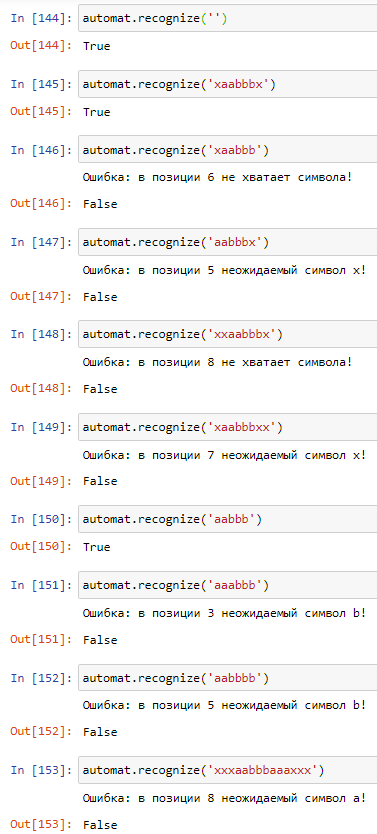 In [144]: automat.recognize('')
Out[144]: True
In [145]: automat.recognize('xaabbbx')
Out[145]: True
In [146]: automat.recognize('xaabbb')
Ошибка: в позиции 6 не хватает символа!
Out[146]: False
In [147]: automat.recognize('aabbbx')
Ошибка: в позиции 5 неожидаемый символ x!
Out[147]: False
In [148]: automat.recognize('xxaabbbx')
Ошибка: в позиции 8 не хватает символа!
Out[148]: False
In [149]: automat.recognize('xaabbbxx')
Ошибка: в позиции 7 неожидаемый символ x!
Out[149]: False
In [150]: automat.recognize('aabbb')
Out[150]: True
In [151]: automat.recognize('aaabbb')
Ошибка: в позиции 3 неожидаемый символ b!
Out[151]: False
In [152]: automat.recognize('aabbbb')
Ошибка: в позиции 5 неожидаемый символ b!
Out[152]: False
In [153]: automat.recognize('xxxaabbbaaaxxx')
Ошибка: в позиции 8 неожидаемый символ a!
Out[153]: False